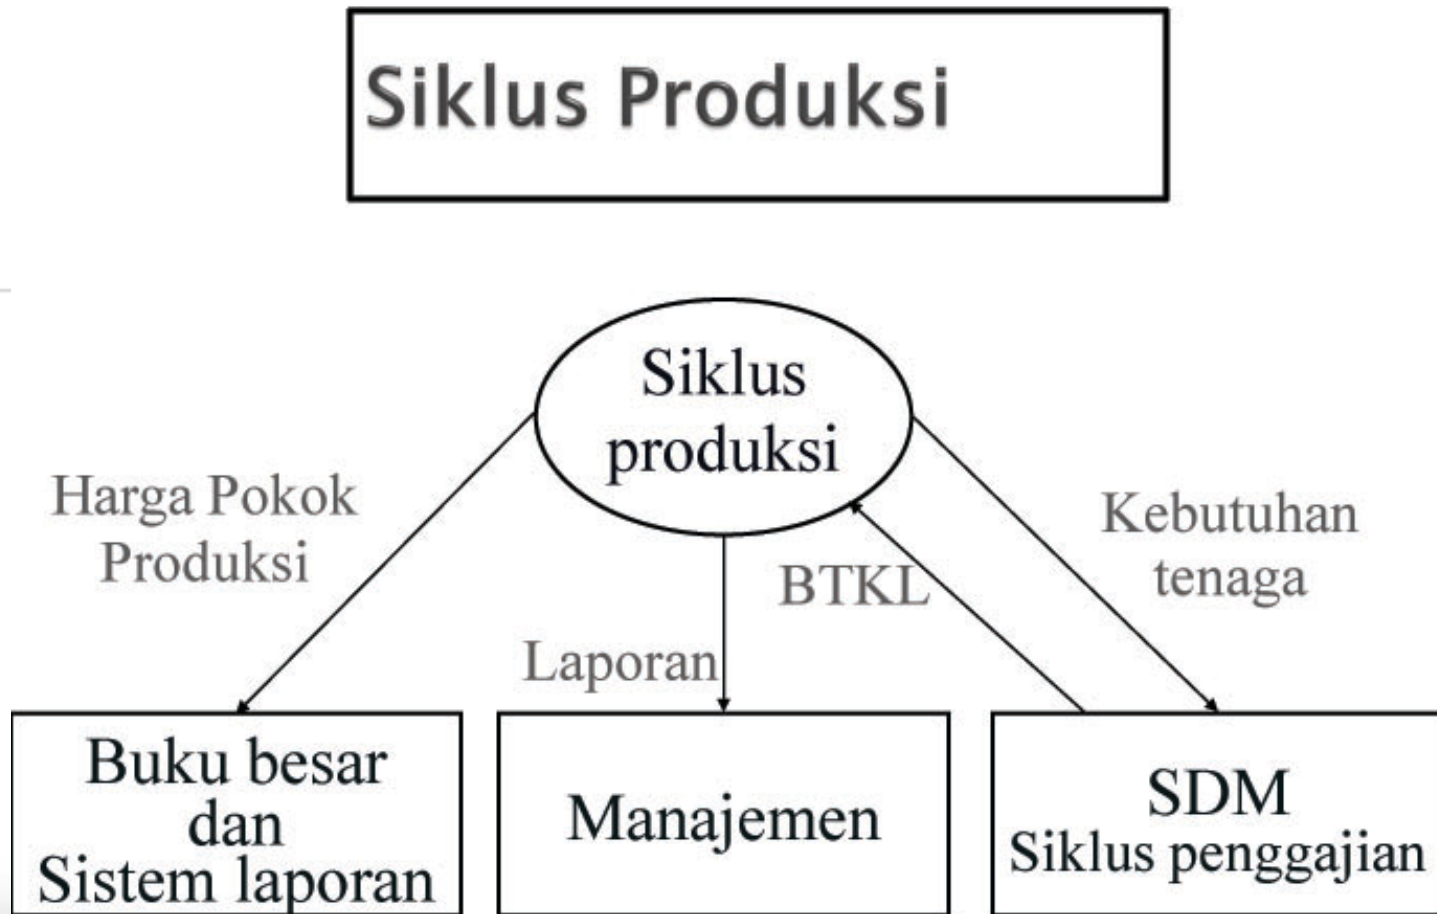 Siklus Produksi
Siklus
produksi
Harga Pokok
Produksi
Laporan
BTKL
Kebutuhan
tenaga
Buku besar
dan
Sistem laporan
Manajemen
SDM
Siklus penggajian